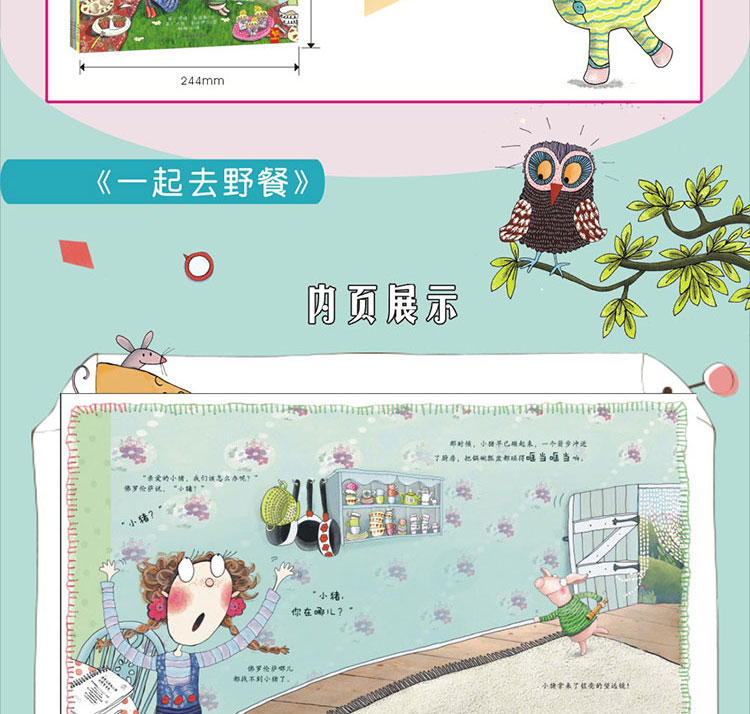 244mm
《一起去野餐》
内页展示
那时候，小猪早已跳起来，一个箭步冲进
了厨房，把锅碗瓢盆都碰得哐当哐当响。
“亲爱的小猪，我们该怎么办呢？”
佛罗伦萨说，“小猪！”
“小猪？”
“小猪，
你在哪儿？”
佛罗伦萨哪儿
都找不到小猪了。
小猪拿来了祖壳的望远镜！